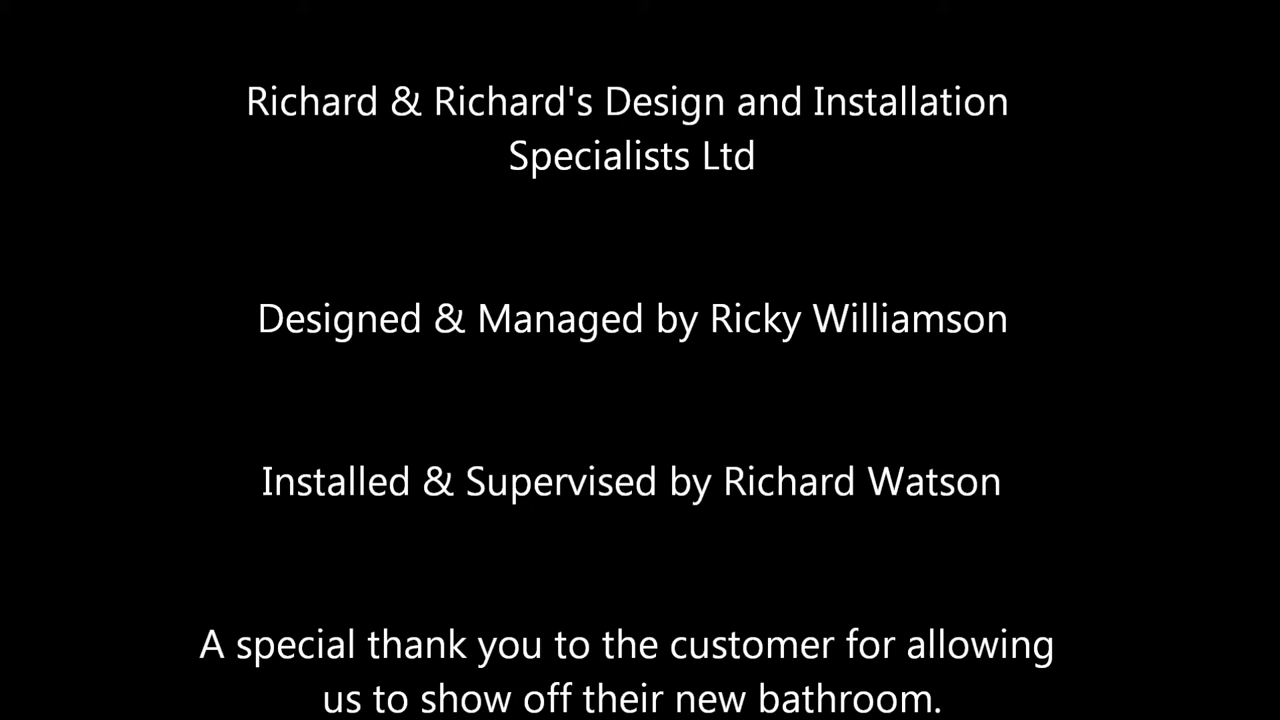 Richard & Richard's Design and Installation
Specialists Ltd
Designed & Managed by Ricky Williamson
Installed & Supervised by Richard Watson
A special thank you to the customer for allowing
us to show off their new bathroom.